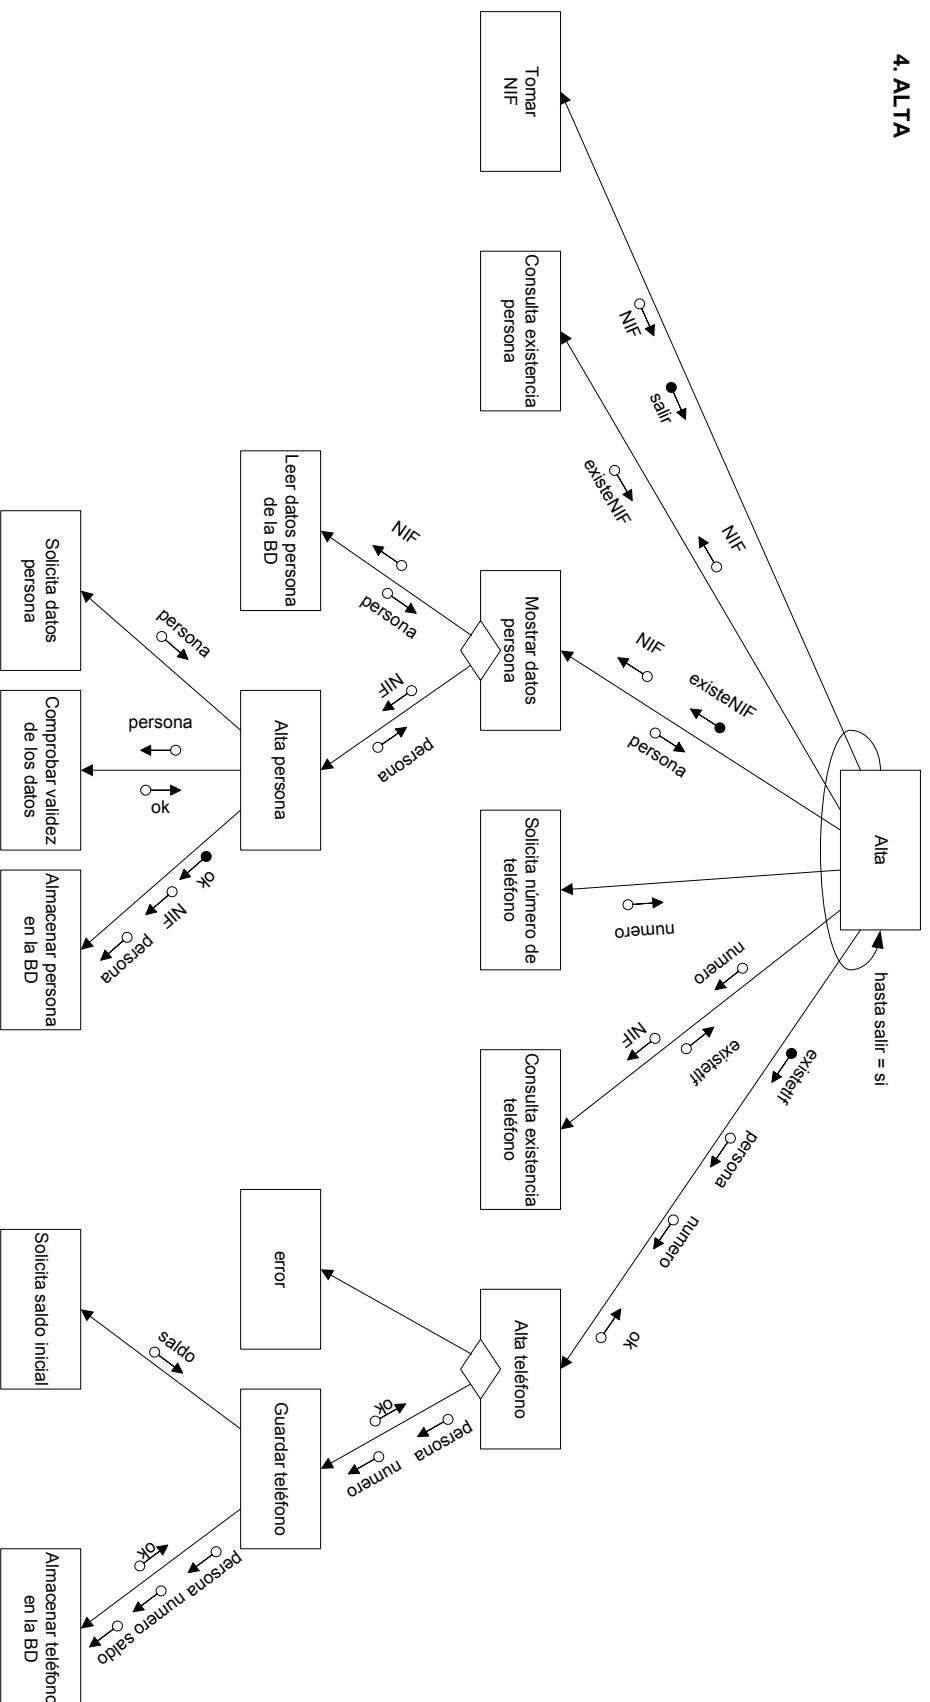 4. ALTA
Alta
hasta salir = si
NIF
salir
existeNIF
NIF
NIF
existeNIF
persona
numero
numero
NIF
existetlf
existetlf
persona
numero
ok
Tomar
NIF
Consulta existencia
persona
Mostrar datos
persona
Solicita número de
teléfono
Consulta existencia
teléfono
Alta teléfono
NIF
persona
NIF
persona
ok
persona
numero
Leer datos persona
de la BD
Alta persona
error
Guardar teléfono
persona
persona
ok
ok
NIF
persona
saldo
ok
persona numero saldo
Solicita datos
persona
Comprobar validez
de los datos
Almacenar persona
en la BD
Solicita saldo inicial
Almacenar teléfono
en la BD